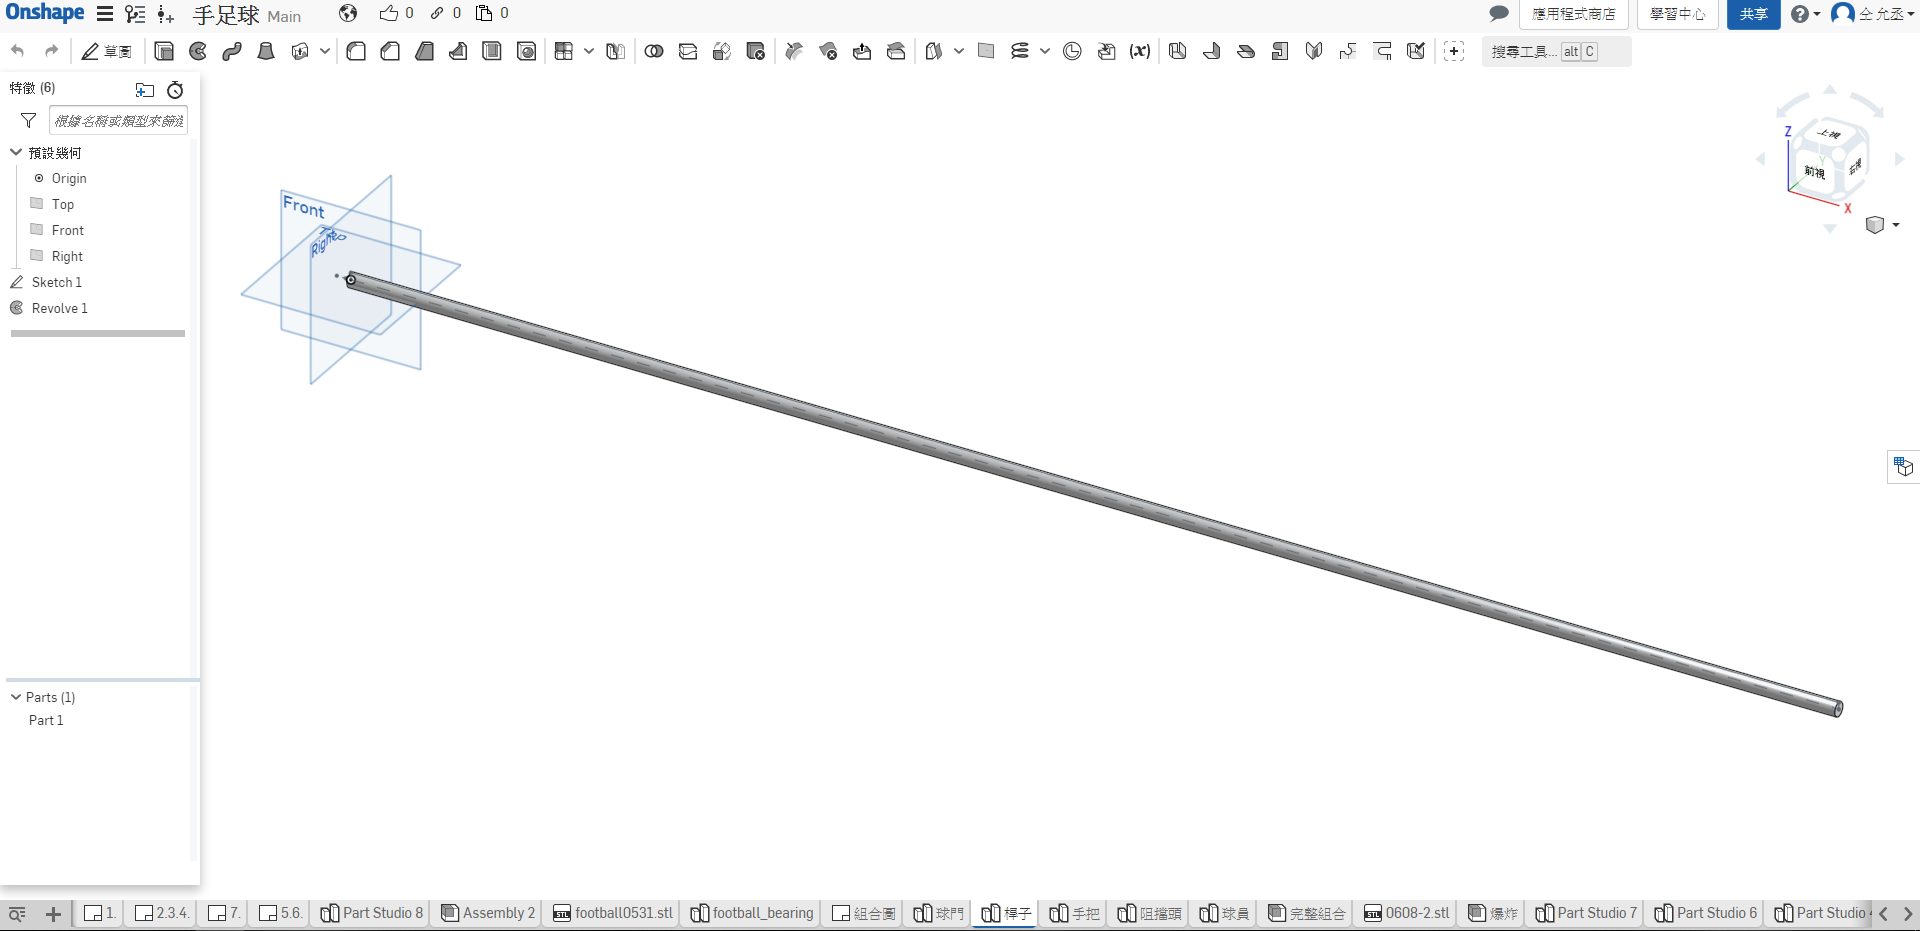 Onshape
手足球 Main
0
0
0
應用程式商店
學習中心
共享
仝 允丞
草圖
(x)
搜尋工具... alt C
特徵 (6)
根據名稱或類型來篩選
預設幾何
Origin
Top
Front
Right
Sketch 1
Revolve 1
Parts (1)
Part 1
Front
Top
Right
Z
上視
Y
前視
右視
X
1.
2.3.4.
7.
5.6.
Part Studio 8
Assembly 2
STL football0531.stl
football_bearing
組合圖
球門
桿子
手把
阻擋頭
球員
完整組合
STL 0608-2.stl
爆炸
Part Studio 7
Part Studio 6
Part Studio